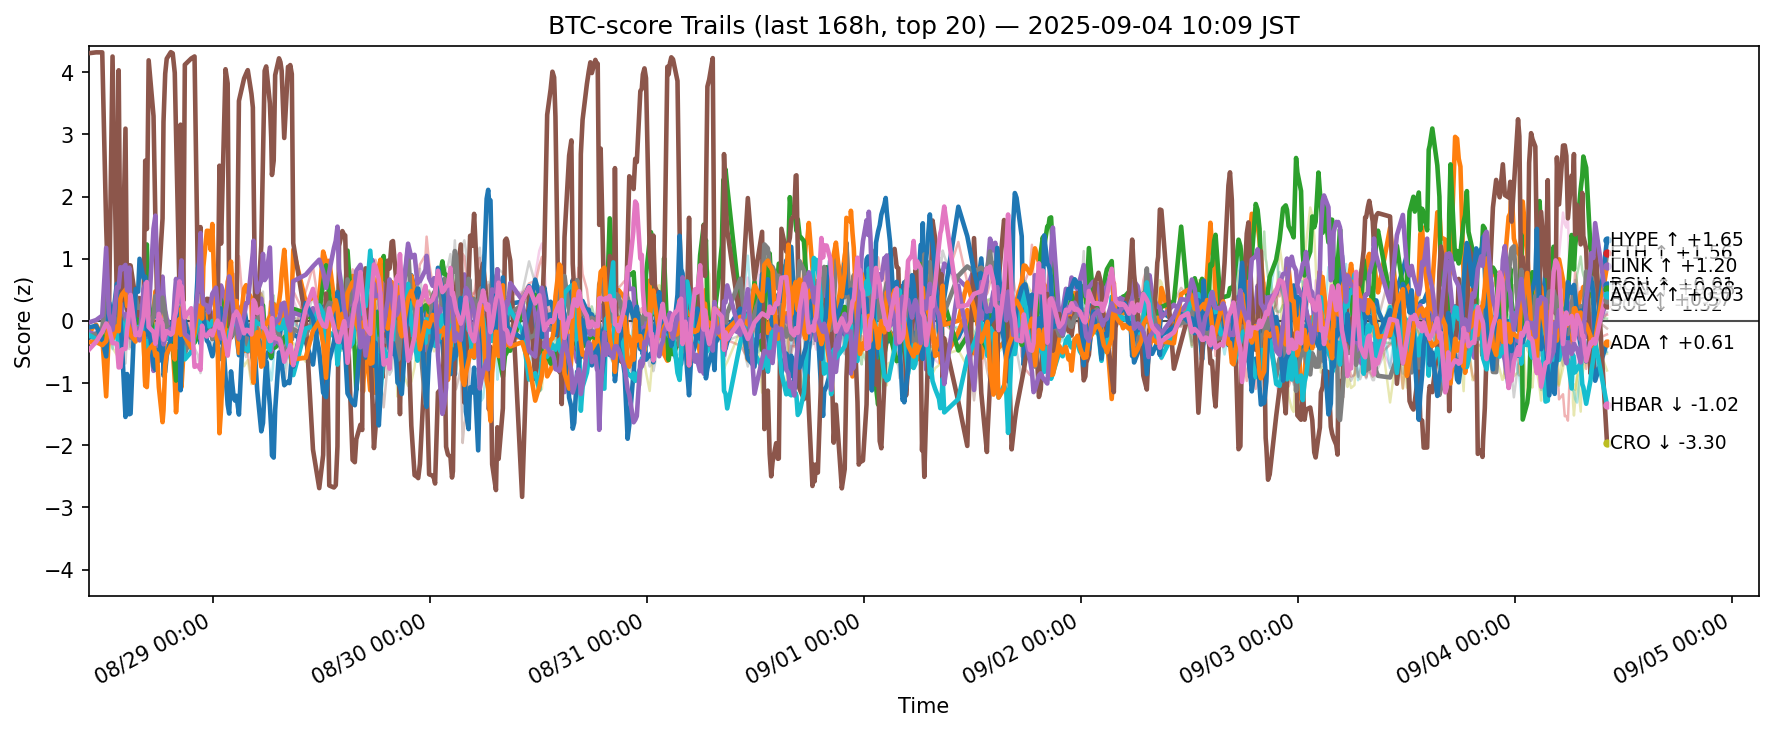 BTC-score Trails (last 168h, top 20) — 2025-09-04 10:09 JST
Score (z)
4
3
2
1
0
−1
−2
−3
−4
HYPE ↑ +1.65
ETH ↑ +1.56
LINK ↑ +1.20
AVAX ↑ +0.03
ADA ↑ +0.61
HBAR ↓ -1.02
CRO ↓ -3.30
08/29 00:00
08/30 00:00
08/31 00:00
09/01 00:00
09/02 00:00
09/03 00:00
09/04 00:00
09/05 00:00
Time